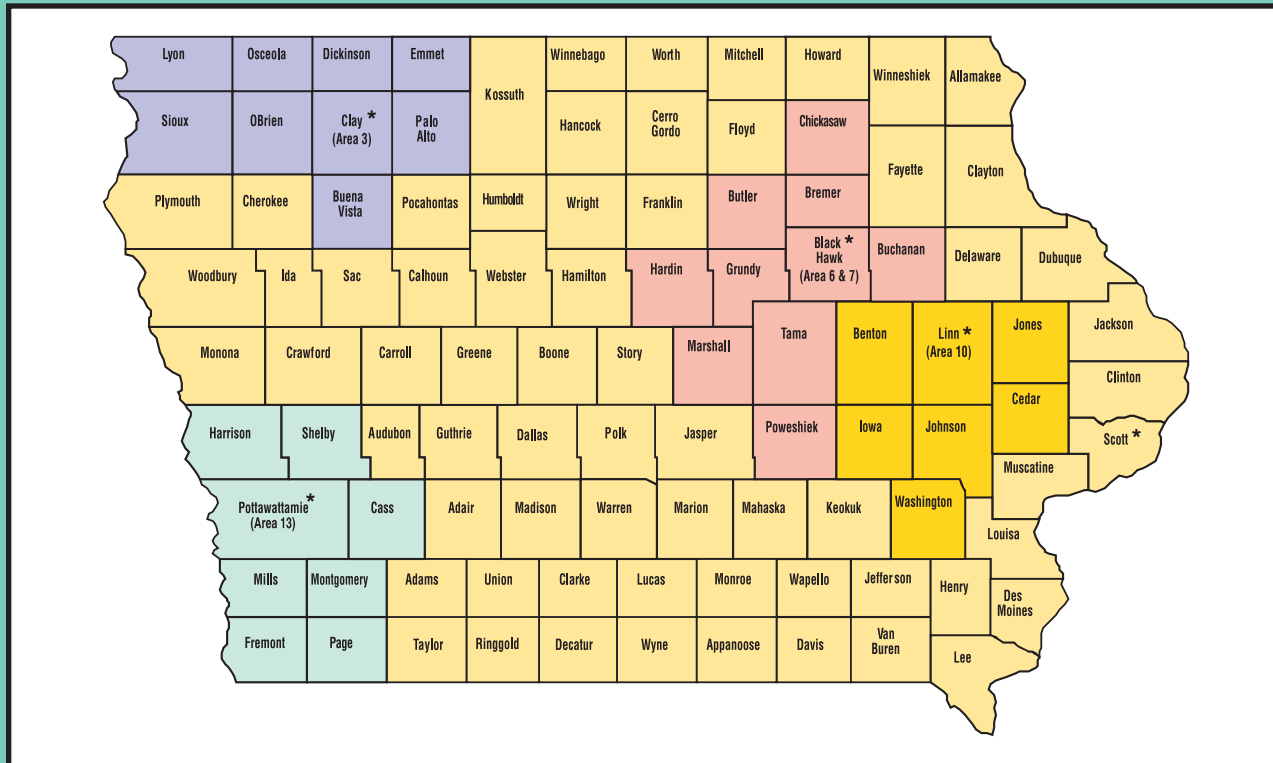 Lyon
Osceola
Dickinson
Emmet
Kossuth
Winnebago
Worth
Mitchell
Howard
Winneshiek
Allamakee
Sioux
OBrien
Clay *
(Area 3)
Palo
Alto
Hancock
Cerro
Gordo
Floyd
Chickasaw
Fayette
Clayton
Plymouth
Cherokee
Buena
Vista
Pocahontas
Humboldt
Wright
Franklin
Butler
Bremer
Woodbury
Ida
Sac
Calhoun
Webster
Hamilton
Hardin
Grundy
Black *
Hawk
(Area 6 & 7)
Buchanan
Delaware
Dubuque
Monona
Crawford
Carroll
Greene
Boone
Story
Marshall
Tama
Benton
Linn *
(Area 10)
Jones
Jackson
Clinton
Harrison
Shelby
Audubon
Guthrie
Dallas
Polk
Jasper
Poweshiek
Iowa
Johnson
Cedar
Scott *
Muscatine
Pottawattamie *
(Area 13)
Cass
Adair
Madison
Warren
Marion
Mahaska
Keokuk
Washington
Louisa
Mills
Montgomery
Adams
Union
Clarke
Lucas
Monroe
Wapello
Jefferson
Henry
Des
Moines
Fremont
Page
Taylor
Ringgold
Decatur
Wyne
Appanoose
Davis
Van
Buren
Lee